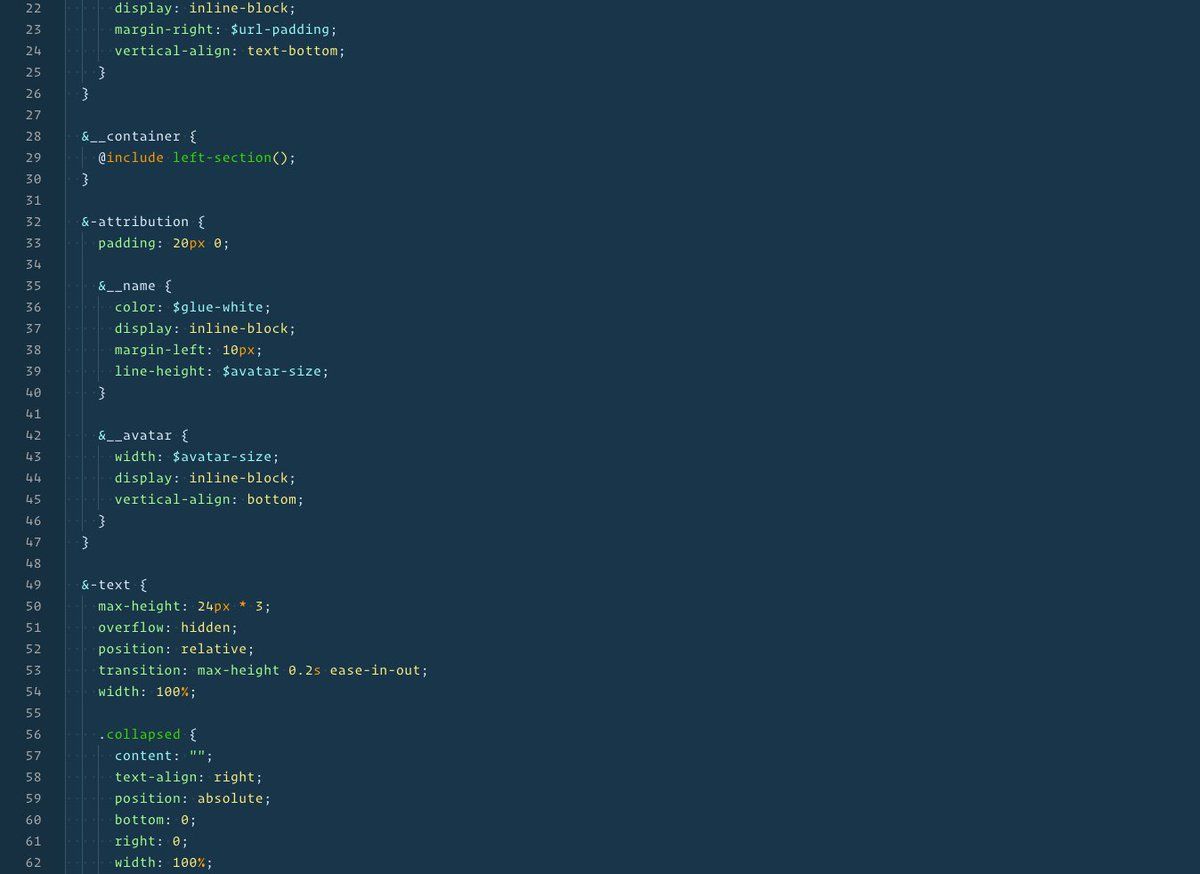 22 display: inline-block;
23 margin-right: $url-padding;
24 vertical-align: text-bottom;
25 }
26 }
27
28 &__container {
29 @include left-section();
30 }
31
32 &-attribution {
33 padding: 20px 0;
34
35 &__name {
36 color: $glue-white;
37 display: inline-block;
38 margin-left: 10px;
39 line-height: $avatar-size;
40 }
41
42 &__avatar {
43 width: $avatar-size;
44 display: inline-block;
45 vertical-align: bottom;
46 }
47 }
48
49 &-text {
50 max-height: 24px * 3;
51 overflow: hidden;
52 position: relative;
53 transition: max-height 0.2s ease-in-out;
54 width: 100%;
55
56 .collapsed {
57 content: "";
58 text-align: right;
59 position: absolute;
60 bottom: 0;
61 right: 0;
62 width: 100%;